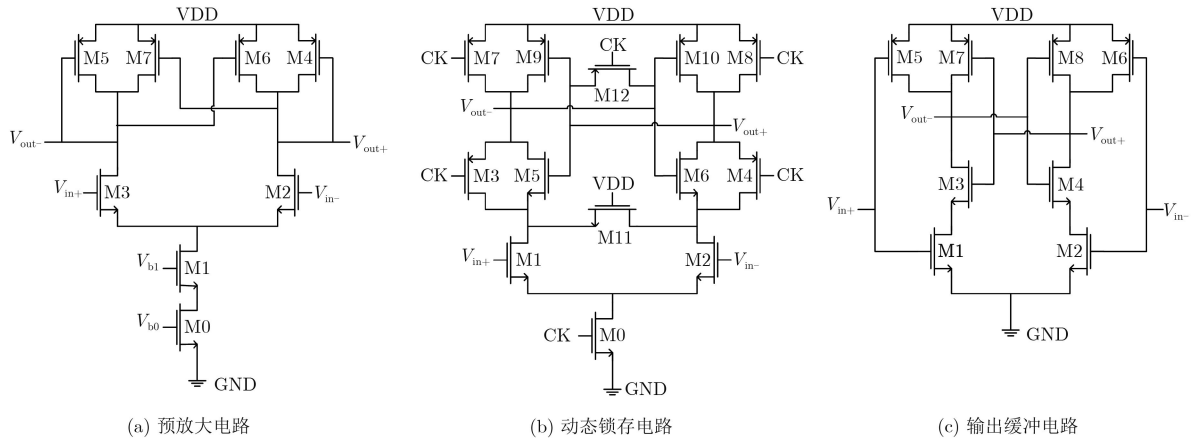 VDD
M5 M7 M6 M4
Vout− Vout+
Vin+ M3 M2 Vin−
Vb1 M1
Vb0 M0
GND
(a) 预放大电路
CK M7 M9 CK M10 M8 CK
M12
Vout− Vout+
CK M3 M5 VDD M6 M4 CK
M11
Vin+ M1 M2 Vin−
CK M0
GND
(b) 动态锁存电路
VDD
M5 M7 M8 M6
Vout− Vout+
M3 M4
Vin+ Vin−
M1 M2
GND
(c) 输出缓冲电路